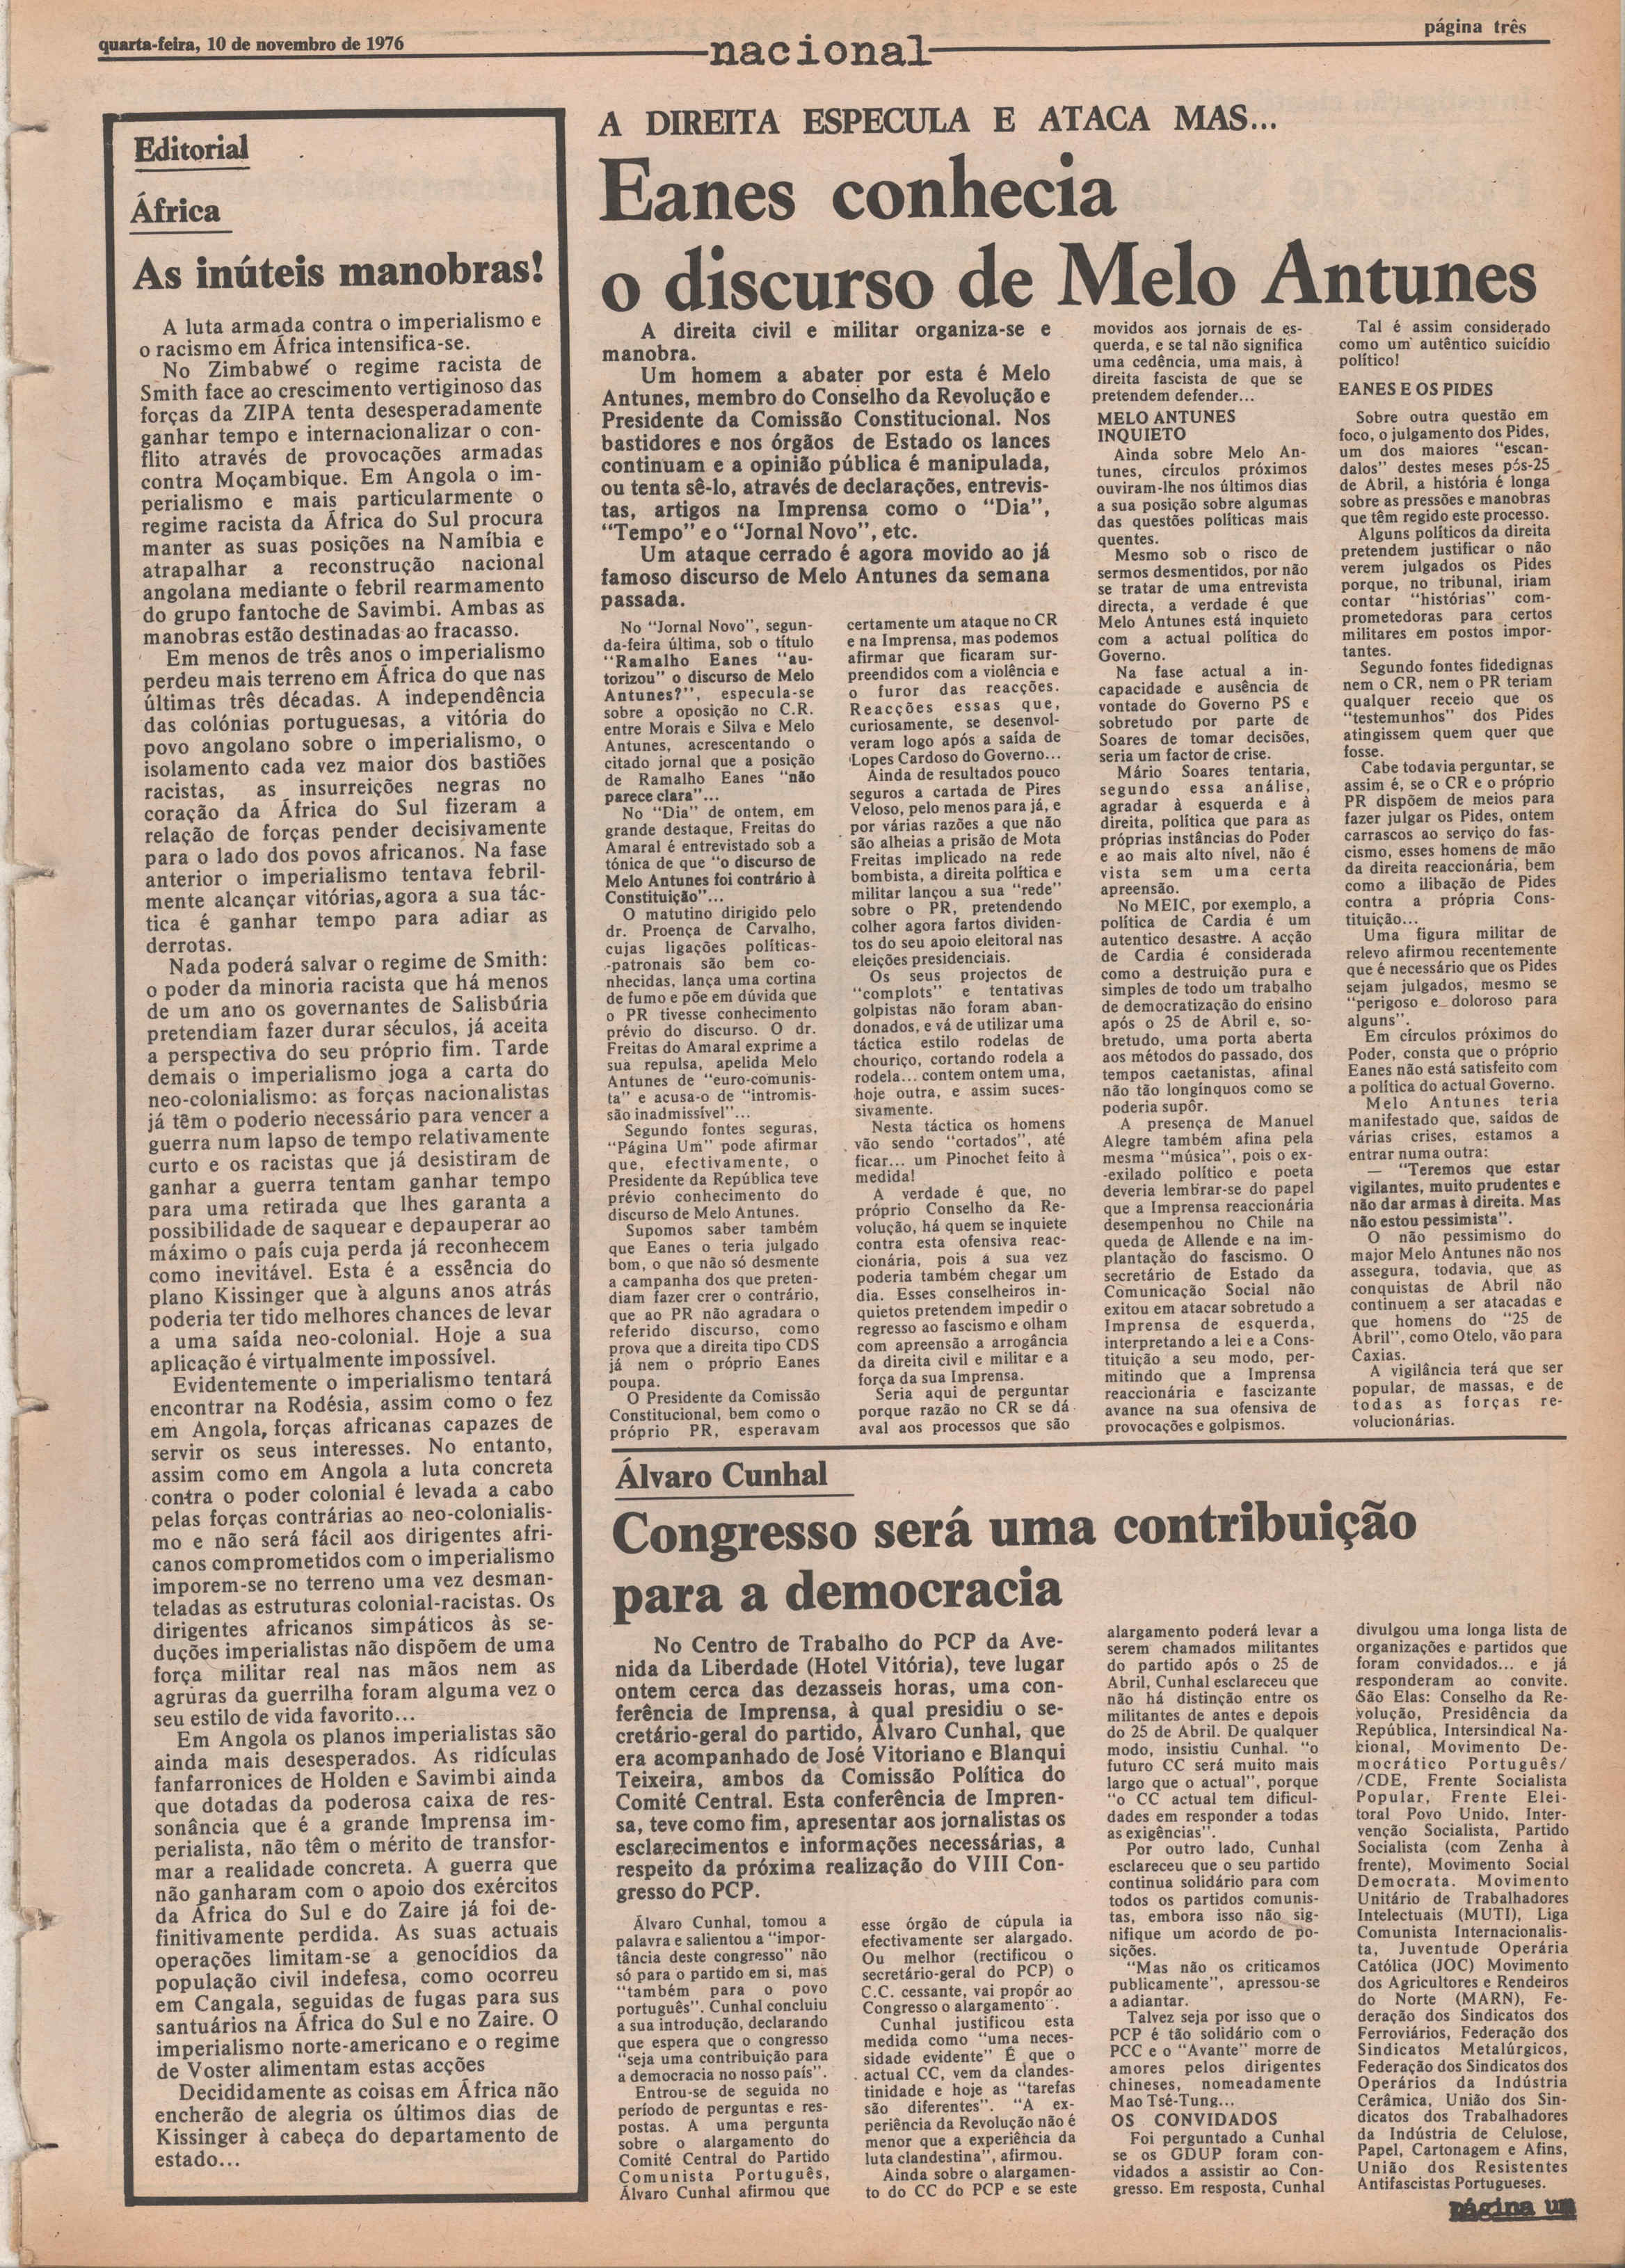 quarta-feira, 10 de novembro de 1976
nacional
página três
Editorial
África
As inúteis manobras!
A luta armada contra o imperialismo e
o racismo em África intensifica-se.
No Zimbabwé o regime racista de
Smith face ao crescimento vertiginoso das
forças da ZIPA tenta desesperadamente
ganhar tempo e internacionalizar o con-
flito através de provocações armadas
contra Moçambique. Em Angola o im-
perialismo e mais particularmente o
regime racista da África do Sul procura
manter as suas posições na Namíbia e
atrapalhar a reconstrução nacional
angolana mediante o febril rearmamento
do grupo fantoche de Savimbi. Ambas as
manobras estão destinadas ao fracasso.
Em menos de três anos o imperialismo
perdeu mais terreno em África do que nas
últimas três décadas. A independência
das colónias portuguesas, a vitória do
povo angolano sobre o imperialismo, o
isolamento cada vez maior dos bastiões
racistas, as insurreições negras no
coração da África do Sul fizeram a
relação de forças pender decisivamente
para o lado dos povos africanos. Na fase
anterior o imperialismo tentava febril-
mente alcançar vitórias, agora a sua tác-
tica é ganhar tempo para adiar as
derrotas.
Nada poderá salvar o regime de Smith:
o poder da minoria racista que há menos
de um ano os governantes de Salisbúria
pretendiam fazer durar séculos, já aceita
a perspectiva do seu próprio fim. Tarde
demais o imperialismo joga a carta do
neo-colonialismo: as forças nacionalistas
já têm o poderio necessário para vencer a
guerra num lapso de tempo relativamente
curto e os racistas que já desistiram de
ganhar a guerra tentam ganhar tempo
para uma retirada que lhes garanta a
possibilidade de saquear e depauperar ao
máximo o país cuja perda já reconhecem
como inevitável. Esta é a essência do
plano Kissinger que à alguns anos atrás
poderia ter tido melhores chances de levar
a uma saída neo-colonial. Hoje a sua
aplicação é virtualmente impossível.
Evidentemente o imperialismo tentará
encontrar na Rodésia, assim como o fez
em Angola, forças africanas capazes de
servir os seus interesses. No entanto,
assim como em Angola a luta concreta
contra o poder colonial é levada a cabo
pelas forças contrárias ao neo-colonialis-
mo e não será fácil aos dirigentes afri-
canos comprometidos com o imperialismo
imporem-se no terreno uma vez desman-
teladas as estruturas colonial-racistas. Os
dirigentes africanos simpáticos às se-
duções imperialistas não dispõem de uma
força militar real nas mãos nem as
agruras da guerrilha foram alguma vez o
seu estilo de vida favorito...
Em Angola os planos imperialistas são
ainda mais desesperados. As ridículas
fanfarronices de Holden e Savimbi ainda
que dotadas da poderosa caixa de res-
sonância que é a grande Imprensa im-
perialista, não têm o mérito de transfor-
mar a realidade concreta. A guerra que
não ganharam com o apoio dos exércitos
da África do Sul e do Zaire já foi de-
finitivamente perdida. As suas actuais
operações limitam-se a genocídios da
população civil indefesa, como ocorreu
em Cangala, seguidas de fugas para sus
santuários na África do Sul e no Zaire. O
imperialismo norte-americano e o regime
de Voster alimentam estas acções
Decididamente as coisas em África não
encherão de alegria os últimos dias de
Kissinger à cabeça do departamento de
estado...
A DIREITA ESPECULA E ATACA MAS...
Eanes conhecia
o discurso de Melo Antunes
A direita civil e militar organiza-se e
manobra.
Um homem a abater por esta é Melo
Antunes, membro do Conselho da Revolução e
Presidente da Comissão Constitucional. Nos
bastidores e nos órgãos de Estado os lances
continuam e a opinião pública é manipulada,
ou tenta sê-lo, através de declarações, entrevis-
tas, artigos na Imprensa como o "Dia",
"Tempo" e o "Jornal Novo", etc.
Um ataque cerrado é agora movido ao já
famoso discurso de Melo Antunes da semana
passada.
No "Jornal Novo", segun-
da-feira última, sob o título
"Ramalho Eanes "au-
torizou" o discurso de Melo
Antunes?", especula-se
sobre a oposição no C.R.
entre Morais e Silva e Melo
Antunes, acrescentando o
citado jornal que a posição
de Ramalho Eanes "não
parece clara"...
No "Dia" de ontem, em
grande destaque, Freitas do
Amaral é entrevistado sob a
tónica de que "o discurso de
Melo Antunes foi contrário à
Constituição"...
O matutino dirigido pelo
dr. Proença de Carvalho,
cujas ligações políticas-
-patronais são bem co-
nhecidas, lança uma cortina
de fumo e põe em dúvida que
o PR tivesse conhecimento
prévio do discurso. O dr.
Freitas do Amaral exprime a
sua repulsa, apelida Melo
Antunes de "euro-comunis-
ta" e acusa-o de "intromis-
são inadmissível"...
Segundo fontes seguras,
"Página Um" pode afirmar
que, efectivamente, o
Presidente da República teve
prévio conhecimento do
discurso de Melo Antunes.
Supomos saber também
que Eanes o teria julgado
bom, o que não só desmente
a campanha dos que preten-
diam fazer crer o contrário,
que ao PR não agradara o
referido discurso, como
prova que a direita tipo CDS
já nem o próprio Eanes
poupa.
O Presidente da Comissão
Constitucional, bem como o
próprio PR, esperavam
certamente um ataque no CR
e na Imprensa, mas podemos
afirmar que ficaram sur-
preendidos com a violência e
o furor das reacções.
Reacções essas que,
curiosamente, se desenvol-
veram logo após a saída de
Lopes Cardoso do Governo...
Ainda de resultados pouco
seguros a cartada de Pires
Veloso, pelo menos para já, e
por várias razões a que não
são alheias a prisão de Mota
Freitas implicado na rede
bombista, a direita política e
militar lançou a sua "rede"
sobre o PR, pretendendo
colher agora fartos dividen-
tos do seu apoio eleitoral nas
eleições presidenciais.
Os seus projectos de
"complots" e tentativas
golpistas não foram aban-
donados, e vá de utilizar uma
táctica estilo rodelas de
chouriço, cortando rodela a
rodela... contem ontem uma,
hoje outra, e assim suces-
sivamente.
Nesta táctica os homens
vão sendo "cortados", até
ficar... um Pinochet feito à
medida!
A verdade é que, no
próprio Conselho da Re-
volução, há quem se inquiete
contra esta ofensiva reac-
cionária, pois a sua vez
poderia também chegar um
dia. Esses conselheiros in-
quietos pretendem impedir o
regresso ao fascismo e olham
com apreensão a arrogância
da direita civil e militar e a
força da sua Imprensa.
Seria aqui de perguntar
porque razão no CR se dá
aval aos processos que são
movidos aos jornais de es-
querda, e se tal não significa
uma cedência, uma mais, à
direita fascista de que se
pretendem defender...
MELO ANTUNES
INQUIETO
Ainda sobre Melo An-
tunes, círculos próximos
ouviram-lhe nos últimos dias
a sua posição sobre algumas
das questões políticas mais
quentes.
Mesmo sob o risco de
sermos desmentidos, por não
se tratar de uma entrevista
directa, a verdade é que
Melo Antunes está inquieto
com a actual política do
Governo.
Na fase actual a in-
capacidade e ausência de
vontade do Governo PS e
sobretudo por parte de
Soares de tomar decisões,
seria um factor de crise.
Mário Soares tentaria,
segundo essa análise,
agradar à esquerda e à
direita, política que para as
próprias instâncias do Poder
e ao mais alto nível, não é
vista sem uma certa
apreensão.
No MEIC, por exemplo, a
política de Cardia é um
autentico desastre. A acção
de Cardia é considerada
como a destruição pura e
simples de todo um trabalho
de democratização do ensino
após o 25 de Abril e, so-
bretudo, uma porta aberta
aos métodos do passado, dos
tempos caetanistas, afinal
não tão longínquos como se
poderia supôr.
A presença de Manuel
Alegre também afina pela
mesma "música", pois o ex-
-exilado político e poeta
deveria lembrar-se do papel
que a Imprensa reaccionária
desempenhou no Chile na
queda de Allende e na im-
plantação do fascismo. O
secretário de Estado da
Comunicação Social não
exitou em atacar sobretudo a
Imprensa de esquerda,
interpretando a lei e a Cons-
tituição a seu modo, per-
mitindo que a Imprensa
reaccionária e fascizante
avance na sua ofensiva de
provocações e golpismos.
Tal é assim considerado
como um autêntico suicídio
político!
EANES E OS PIDES
Sobre outra questão em
foco, o julgamento dos Pides,
um dos maiores "escan-
dalos" destes meses pós-25
de Abril, a história é longa
sobre as pressões e manobras
que têm regido este processo.
Alguns políticos da direita
pretendem justificar o não
verem julgados os Pides
porque, no tribunal, iriam
contar "histórias" com-
prometedoras para certos
militares em postos impor-
tantes.
Segundo fontes fidedignas
nem o CR, nem o PR teriam
qualquer receio que os
"testemunhos" dos Pides
atingissem quem quer que
fosse.
Cabe todavia perguntar, se
assim é, se o CR e o próprio
PR dispõem de meios para
fazer julgar os Pides, ontem
carrascos ao serviço do fas-
cismo, esses homens de mão
da direita reaccionária, bem
como a ilibação de Pides
contra a própria Cons-
tituição...
Uma figura militar de
relevo afirmou recentemente
que é necessário que os Pides
sejam julgados, mesmo se
"perigoso e doloroso para
alguns".
Em círculos próximos do
Poder, consta que o próprio
Eanes não está satisfeito com
a política do actual Governo.
Melo Antunes teria
manifestado que, saídos de
várias crises, estamos a
entrar numa outra:
— "Teremos que estar
vigilantes, muito prudentes e
não dar armas à direita. Mas
não estou pessimista".
O não pessimismo do
major Melo Antunes não nos
assegura, todavia, que as
conquistas de Abril não
continuem a ser atacadas e
que homens do "25 de
Abril", como Otelo, vão para
Caxias.
A vigilância terá que ser
popular, de massas, e de
todas as forças re-
volucionárias.
Álvaro Cunhal
Congresso será uma contribuição
para a democracia
No Centro de Trabalho do PCP da Ave-
nida da Liberdade (Hotel Vitória), teve lugar
ontem cerca das dezasseis horas, uma con-
ferência de Imprensa, à qual presidiu o se-
cretário-geral do partido, Álvaro Cunhal, que
era acompanhado de José Vitoriano e Blanqui
Teixeira, ambos da Comissão Política do
Comité Central. Esta conferência de Impren-
sa, teve como fim, apresentar aos jornalistas os
esclarecimentos e informações necessárias, a
respeito da próxima realização do VIII Con-
gresso do PCP.
Álvaro Cunhal, tomou a
palavra e salientou a "impor-
tância deste congresso" não
só para o partido em si, mas
"também para o povo
português". Cunhal concluiu
a sua introdução, declarando
que espera que o congresso
"seja uma contribuição para
a democracia no nosso país".
Entrou-se de seguida no
período de perguntas e res-
postas. A uma pergunta
sobre o alargamento do
Comité Central do Partido
Comunista Português,
Álvaro Cunhal afirmou que
esse órgão de cúpula ia
efectivamente ser alargado.
Ou melhor (rectificou o
secretário-geral do PCP) o
C.C. cessante, vai propôr ao
Congresso o alargamento".
Cunhal justificou esta
medida como "uma neces-
sidade evidente" É que o
actual CC, vem da clandes-
tinidade e hoje as "tarefas
são diferentes". "A ex-
periência da Revolução não é
menor que a experiência da
luta clandestina", afirmou.
Ainda sobre o alargamen-
to do CC do PCP e se este
alargamento poderá levar a
serem chamados militantes
do partido após o 25 de
Abril, Cunhal esclareceu que
não há distinção entre os
militantes de antes e depois
do 25 de Abril. De qualquer
modo, insistiu Cunhal. "o
futuro CC será muito mais
largo que o actual", porque
"o CC actual tem dificul-
dades em responder a todas
as exigências".
Por outro lado, Cunhal
esclareceu que o seu partido
continua solidário para com
todos os partidos comunis-
tas, embora isso não sig-
nifique um acordo de po-
sições.
"Mas não os criticamos
publicamente", apressou-se
a adiantar.
Talvez seja por isso que o
PCP é tão solidário com o
PCC e o "Avante" morre de
amores pelos dirigentes
chineses, nomeadamente
Mao Tsé-Tung...
OS CONVIDADOS
Foi perguntado a Cunhal
se os GDUP foram con-
vidados a assistir ao Con-
gresso. Em resposta, Cunhal
divulgou uma longa lista de
organizações e partidos que
foram convidados... e já
responderam ao convite.
São Elas: Conselho da Re-
volução, Presidência da
República, Intersindical Na-
cional, Movimento De-
mocrático Português/
/CDE, Frente Socialista
Popular, Frente Elei-
toral Povo Unido, Inter-
venção Socialista, Partido
Socialista (com Zenha à
frente), Movimento Social
Democrata. Movimento
Unitário de Trabalhadores
Intelectuais (MUTI), Liga
Comunista Internacionalis-
ta, Juventude Operária
Católica (JOC) Movimento
dos Agricultores e Rendeiros
do Norte (MARN), Fe-
deração dos Sindicatos dos
Ferroviários, Federação dos
Sindicatos Metalúrgicos,
Federação dos Sindicatos dos
Operários da Indústria
Cerâmica, União dos Sin-
dicatos dos Trabalhadores
da Indústria de Celulose,
Papel, Cartonagem e Afins,
União dos Resistentes
Antifascistas Portugueses.
página um